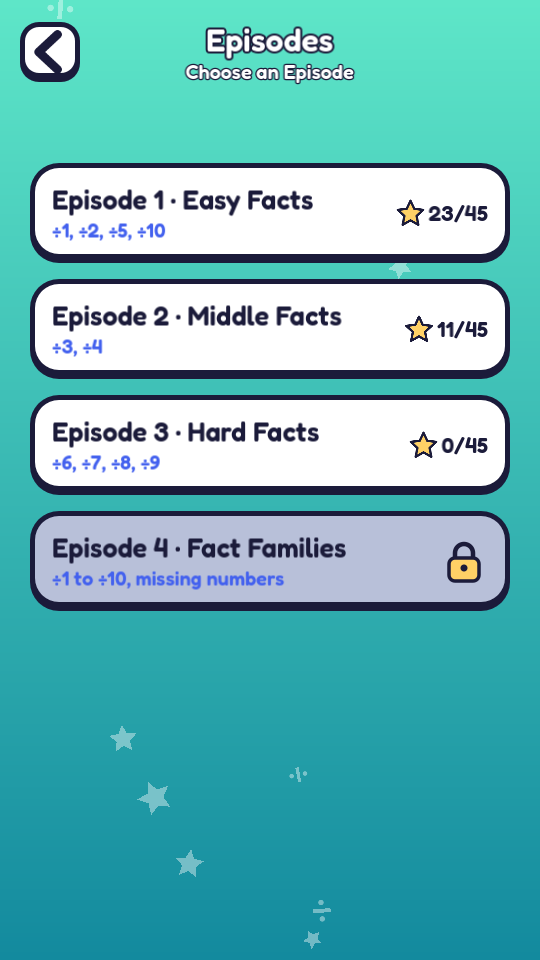 Episodes
Choose an Episode
Episode 1 · Easy Facts
÷1, ÷2, ÷5, ÷10
23/45
Episode 2 · Middle Facts
÷3, ÷4
11/45
Episode 3 · Hard Facts
÷6, ÷7, ÷8, ÷9
0/45
Episode 4 · Fact Families
÷1 to ÷10, missing numbers